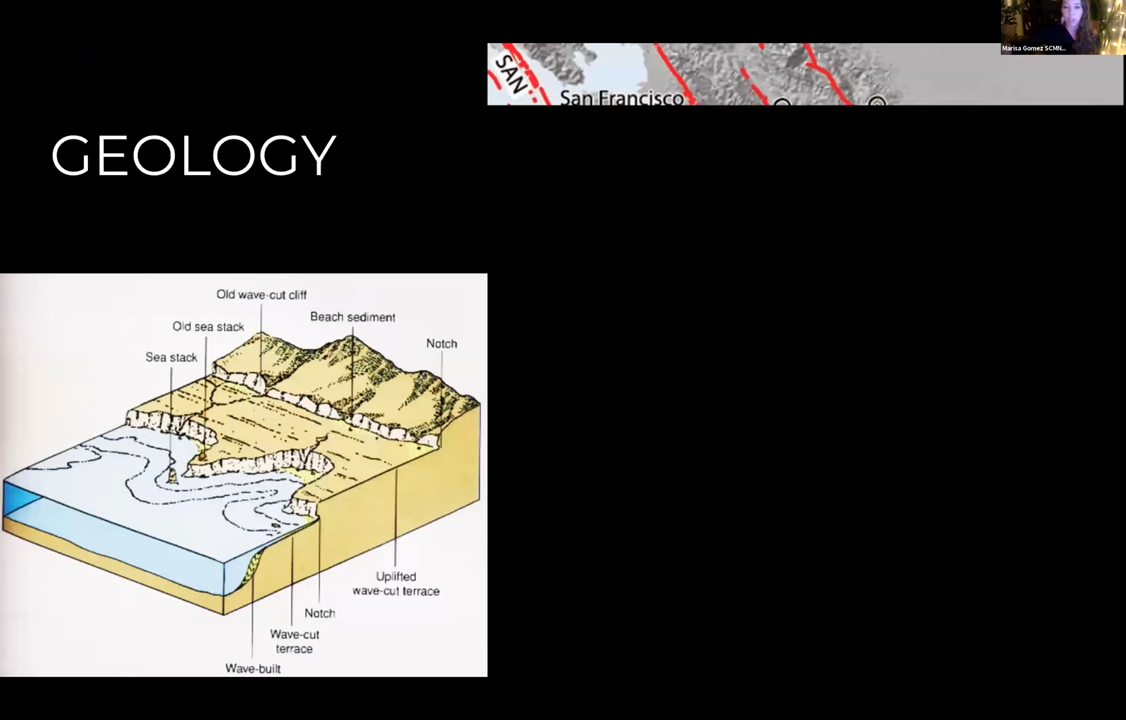 Marisa Gomez SCMN...
SAN
San Francisco
GEOLOGY
Old wave-cut cliff
Beach sediment
Old sea stack
Notch
Sea stack
Uplifted
wave-cut terrace
Notch
Wave-cut
terrace
Wave-built